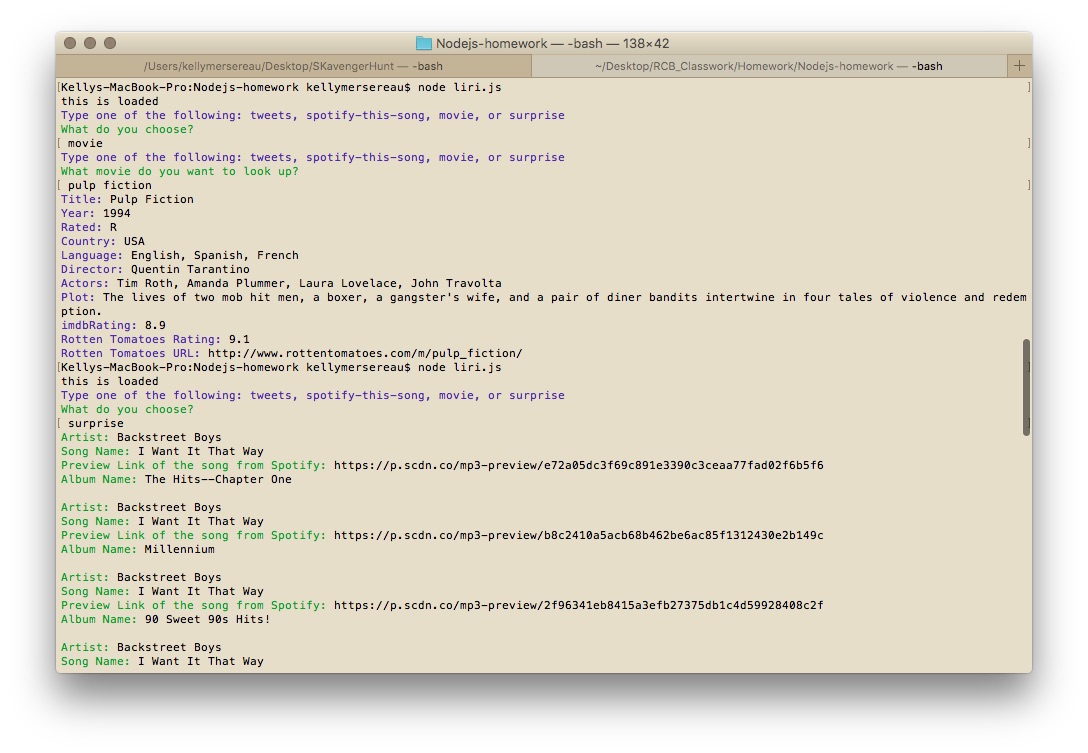 Nodejs-homework — -bash — 138×42
/Users/kellymersereau/Desktop/SKavengerHunt — -bash ~/Desktop/RCB_Classwork/Homework/Nodejs-homework — -bash +
[Kellys-MacBook-Pro:Nodejs-homework kellymersereau$ node liri.js ]
this is loaded
Type one of the following: tweets, spotify-this-song, movie, or surprise
What do you choose?
[ movie ]
Type one of the following: tweets, spotify-this-song, movie, or surprise
What movie do you want to look up?
[ pulp fiction ]
Title: Pulp Fiction
Year: 1994
Rated: R
Country: USA
Language: English, Spanish, French
Director: Quentin Tarantino
Actors: Tim Roth, Amanda Plummer, Laura Lovelace, John Travolta
Plot: The lives of two mob hit men, a boxer, a gangster's wife, and a pair of diner bandits intertwine in four tales of violence and redem
ption.
imdbRating: 8.9
Rotten Tomatoes Rating: 9.1
Rotten Tomatoes URL: http://www.rottentomatoes.com/m/pulp_fiction/
[Kellys-MacBook-Pro:Nodejs-homework kellymersereau$ node liri.js ]
this is loaded
Type one of the following: tweets, spotify-this-song, movie, or surprise
What do you choose?
[ surprise ]
Artist: Backstreet Boys
Song Name: I Want It That Way
Preview Link of the song from Spotify: https://p.scdn.co/mp3-preview/e72a05dc3f69c891e3390c3ceaa77fad02f6b5f6
Album Name: The Hits--Chapter One
Artist: Backstreet Boys
Song Name: I Want It That Way
Preview Link of the song from Spotify: https://p.scdn.co/mp3-preview/b8c2410a5acb68b462be6ac85f1312430e2b149c
Album Name: Millennium
Artist: Backstreet Boys
Song Name: I Want It That Way
Preview Link of the song from Spotify: https://p.scdn.co/mp3-preview/2f96341eb8415a3efb27375db1c4d59928408c2f
Album Name: 90 Sweet 90s Hits!
Artist: Backstreet Boys
Song Name: I Want It That Way